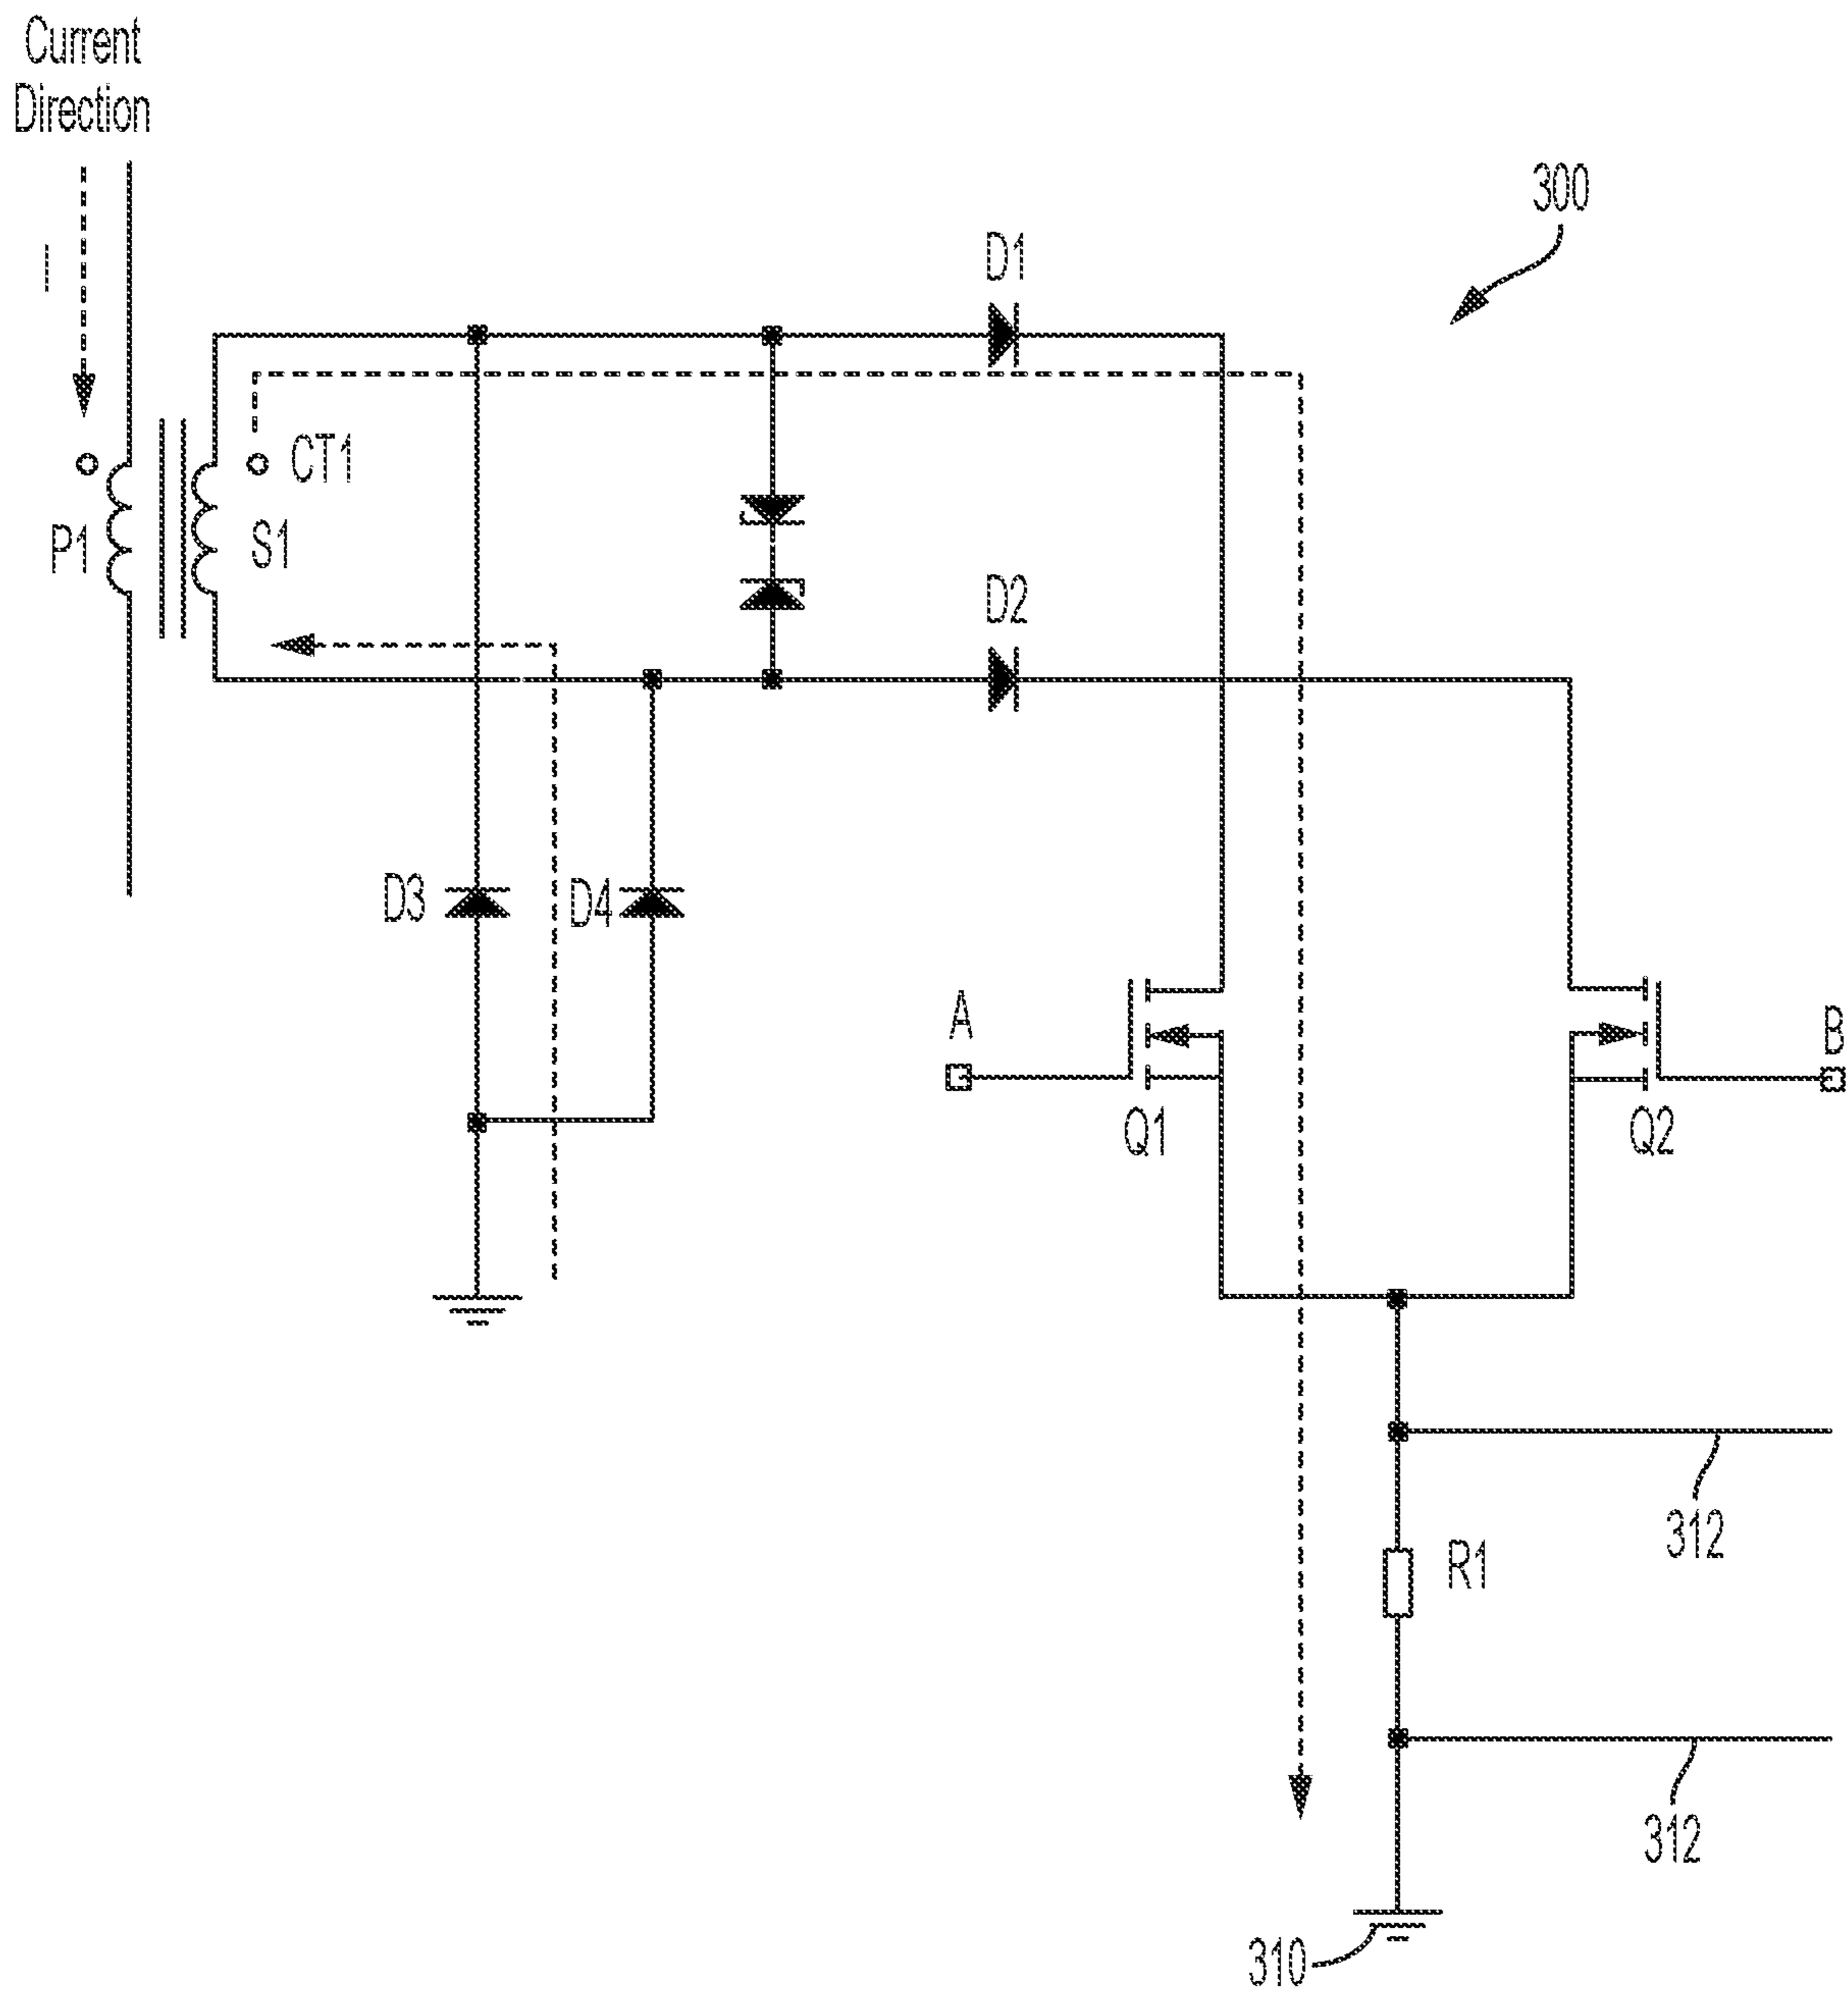 Current
Direction
I
300
D1
CT1
P1
S1
D2
D3
D4
A
B
Q1
Q2
312
R1
312
310